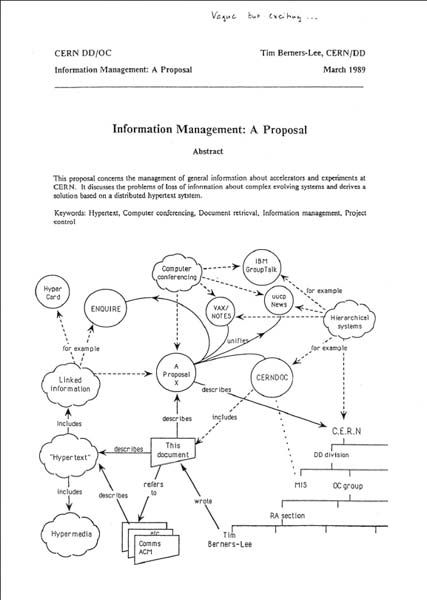 Vague but exciting ...
CERN DD/OC Tim Berners-Lee, CERN/DD
Information Management: A Proposal March 1989
Information Management: A Proposal
Abstract
This proposal concerns the management of general information about accelerators and experiments at
CERN. It discusses the problems of loss of information about complex evolving systems and derives a
solution based on a distributed hypertext system.
Keywords: Hypertext, Computer conferencing, Document retrieval, Information management, Project
control
Computer
conferencing
IBM
GroupTalk
for example
Hyper
Card
ENQUIRE
VAX/
NOTES
uucp
News
Hierarchical
systems
unifies
for example
for example
A
Proposal
X
CERNDOC
Linked
information
describes
includes
describes
includes
C.E.R.N
This
document
describes
DD division
"Hypertext"
refers
to
MIS
OC group
includes
describes
wrote
RA section
Hypermedia
etc
Comms
ACM
Tim
Berners-Lee